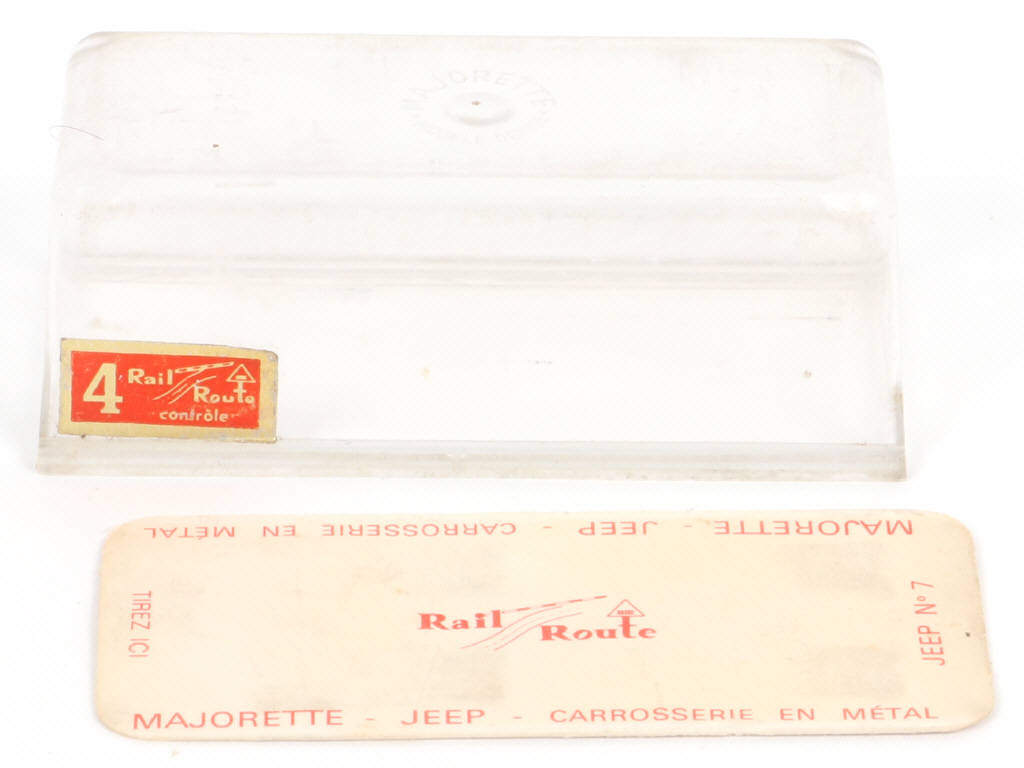 MAJORETTE
4 Rail Route
contrôle
MAJORETTE - JEEP - CARROSSERIE EN MÉTAL
TIREZ ICI
Rail Route
JEEP N° 7
MAJORETTE - JEEP - CARROSSERIE EN MÉTAL